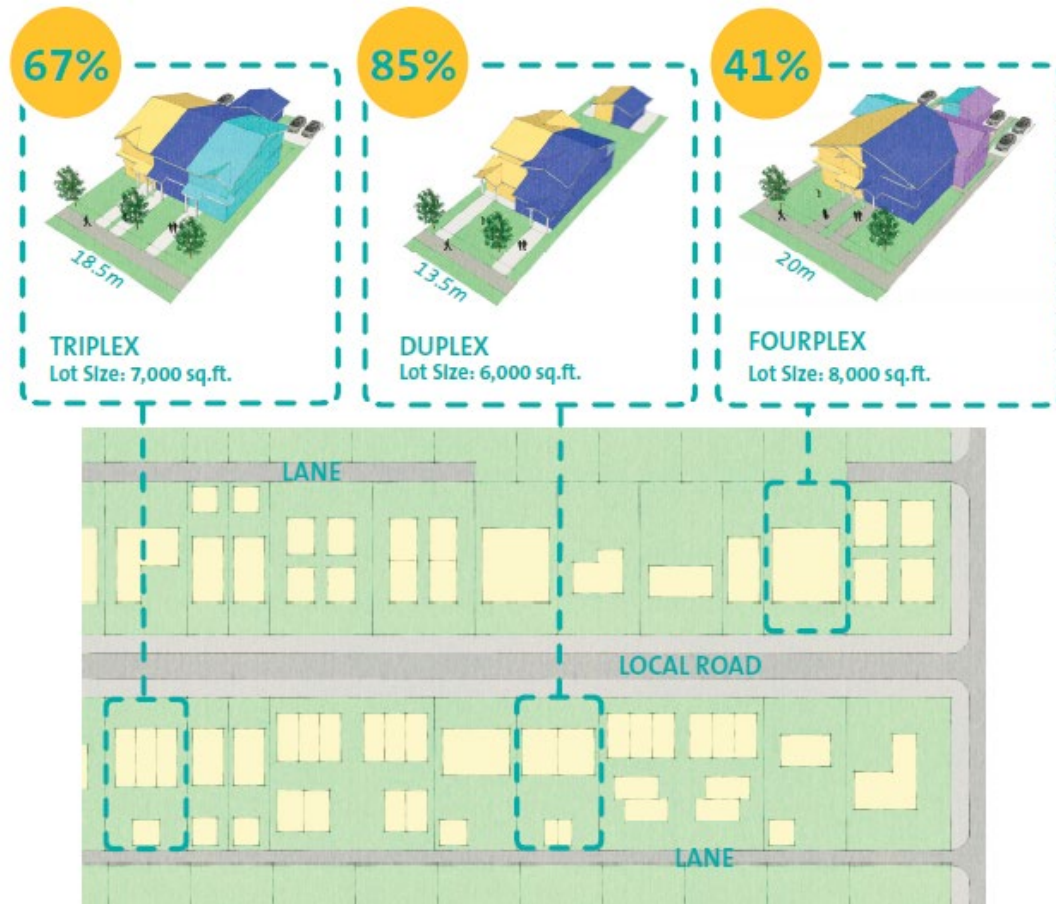 67%
85%
41%
18.5m
13.5m
20m
TRIPLEX
Lot Size: 7,000 sq.ft.
DUPLEX
Lot Size: 6,000 sq.ft.
FOURPLEX
Lot Size: 8,000 sq.ft.
LANE
LOCAL ROAD
LANE